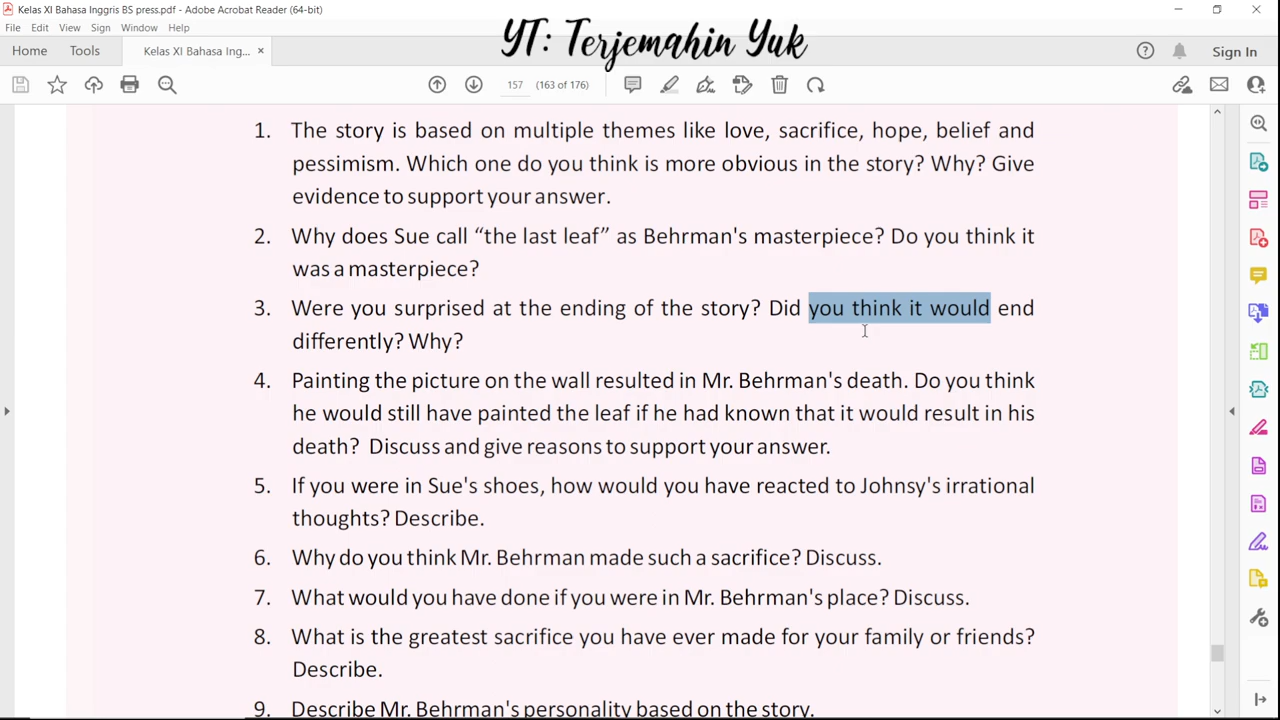 Kelas XI Bahasa Inggris BS press.pdf - Adobe Acrobat Reader (64-bit)
File Edit View Sign Window Help
YT: Terjemahin Yuk
Home Tools Kelas XI Bahasa Ing... × Sign In
157 (163 of 176)
1. The story is based on multiple themes like love, sacrifice, hope, belief and
pessimism. Which one do you think is more obvious in the story? Why? Give
evidence to support your answer.
2. Why does Sue call “the last leaf” as Behrman's masterpiece? Do you think it
was a masterpiece?
3. Were you surprised at the ending of the story? Did you think it would end
differently? Why?
4. Painting the picture on the wall resulted in Mr. Behrman's death. Do you think
he would still have painted the leaf if he had known that it would result in his
death? Discuss and give reasons to support your answer.
5. If you were in Sue's shoes, how would you have reacted to Johnsy's irrational
thoughts? Describe.
6. Why do you think Mr. Behrman made such a sacrifice? Discuss.
7. What would you have done if you were in Mr. Behrman's place? Discuss.
8. What is the greatest sacrifice you have ever made for your family or friends?
Describe.
9. Describe Mr. Behrman's personality based on the story.